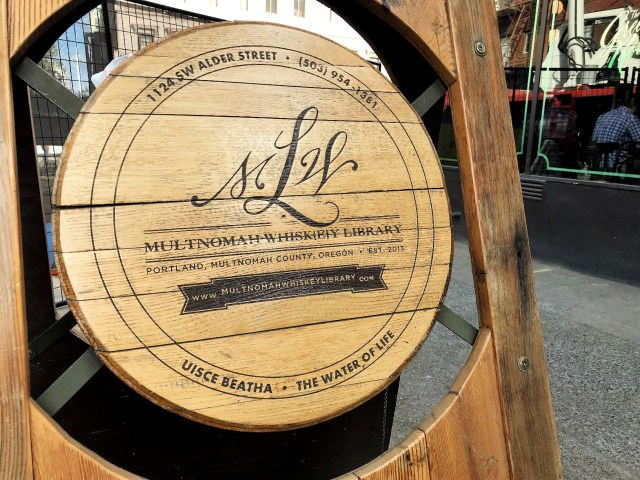 1124 SW ALDER STREET • (503) 954-1381
MLW
MULTNOMAH WHISK{E}Y LIBRARY
PORTLAND, MULTNOMAH COUNTY, OREGON • EST. 2013
WWW.MULTNOMAHWHISKEYLIBRARY.COM
UISCE BEATHA • THE WATER OF LIFE